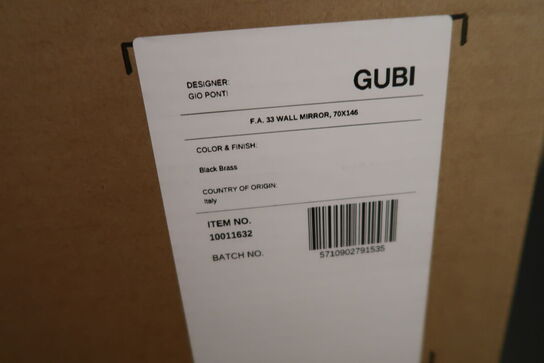 DESIGNER:
GIO PONTI
GUBI
F.A. 33 WALL MIRROR, 70X146
COLOR & FINISH:
Black Brass
COUNTRY OF ORIGIN:
Italy
ITEM NO.
10011632
BATCH NO.
5710902791535